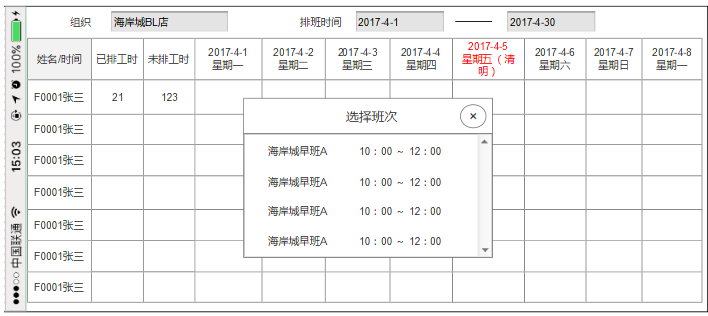 组织 海岸城BL店 排班时间 2017-4-1 2017-4-30
姓名/时间 已排工时 未排工时 2017-4-1 2017-4-2 2017-4-3 2017-4-4 2017-4-5 2017-4-6 2017-4-7 2017-4-8
星期一 星期二 星期三 星期四 星期五（清明） 星期六 星期日 星期一
F0001张三 21 123
F0001张三
F0001张三
F0001张三
F0001张三
F0001张三
F0001张三
选择班次 ×
海岸城早班A 10：00 ~ 12：00
海岸城早班A 10：00 ~ 12：00
海岸城早班A 10：00 ~ 12：00
海岸城早班A 10：00 ~ 12：00
中国联通 15:03 100%